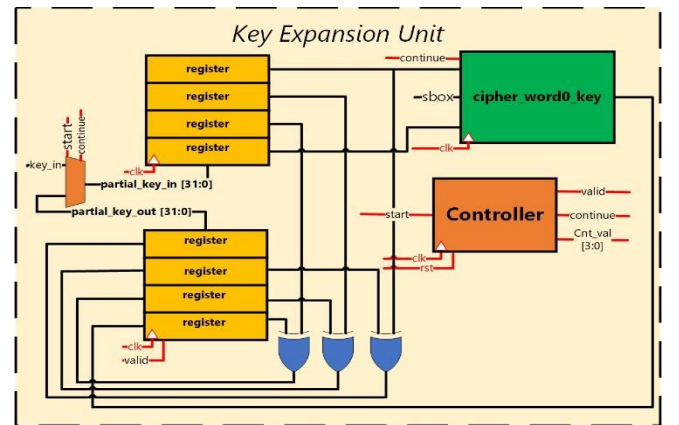 Key Expansion Unit
register
register
register
register
clk
start
continue
key_in
partial_key_in [31:0]
partial_key_out [31:0]
register
register
register
register
clk
valid
continue
sbox
clk
cipher_word0_key
start
Controller
clk
rst
valid
continue
Cnt_val
[3:0]